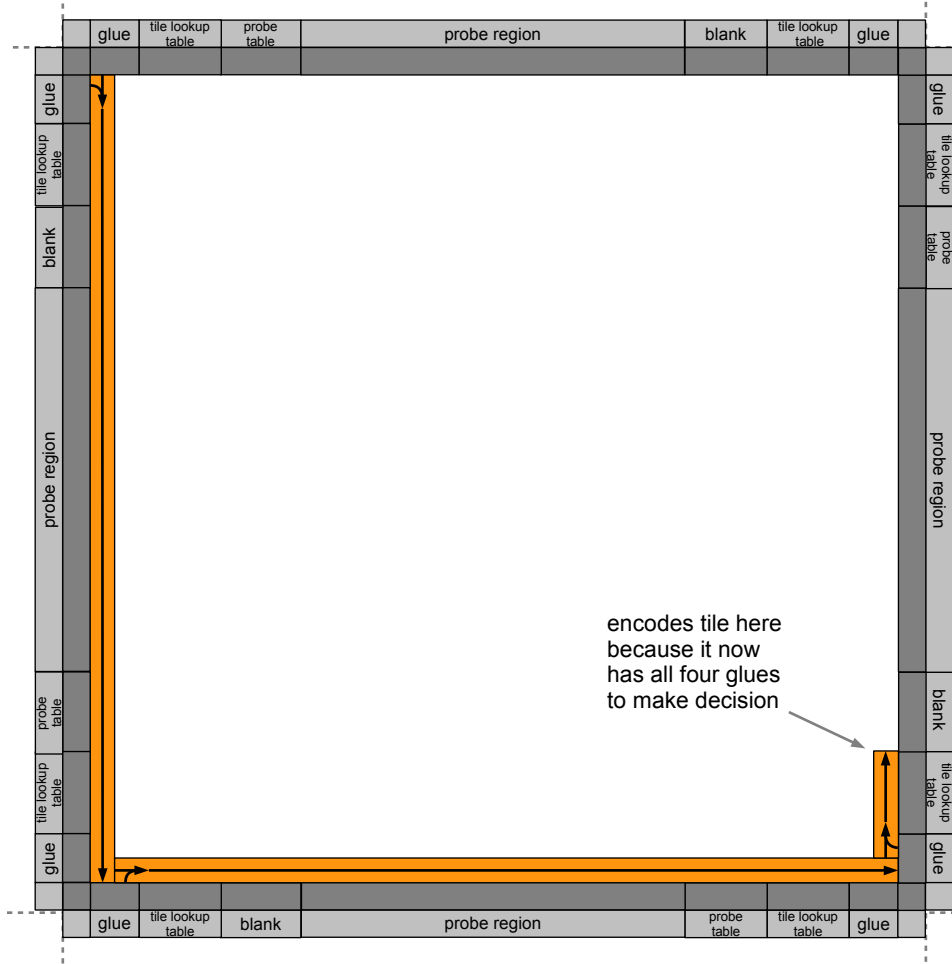 glue
tile lookup
table
probe
table
probe region
blank
tile lookup
table
glue
glue
tile lookup
table
blank
probe region
probe
table
tile lookup
table
glue
glue
tile lookup
table
probe
table
probe region
blank
tile lookup
table
glue
encodes tile here
because it now
has all four glues
to make decision
glue
tile lookup
table
blank
probe region
probe
table
tile lookup
table
glue